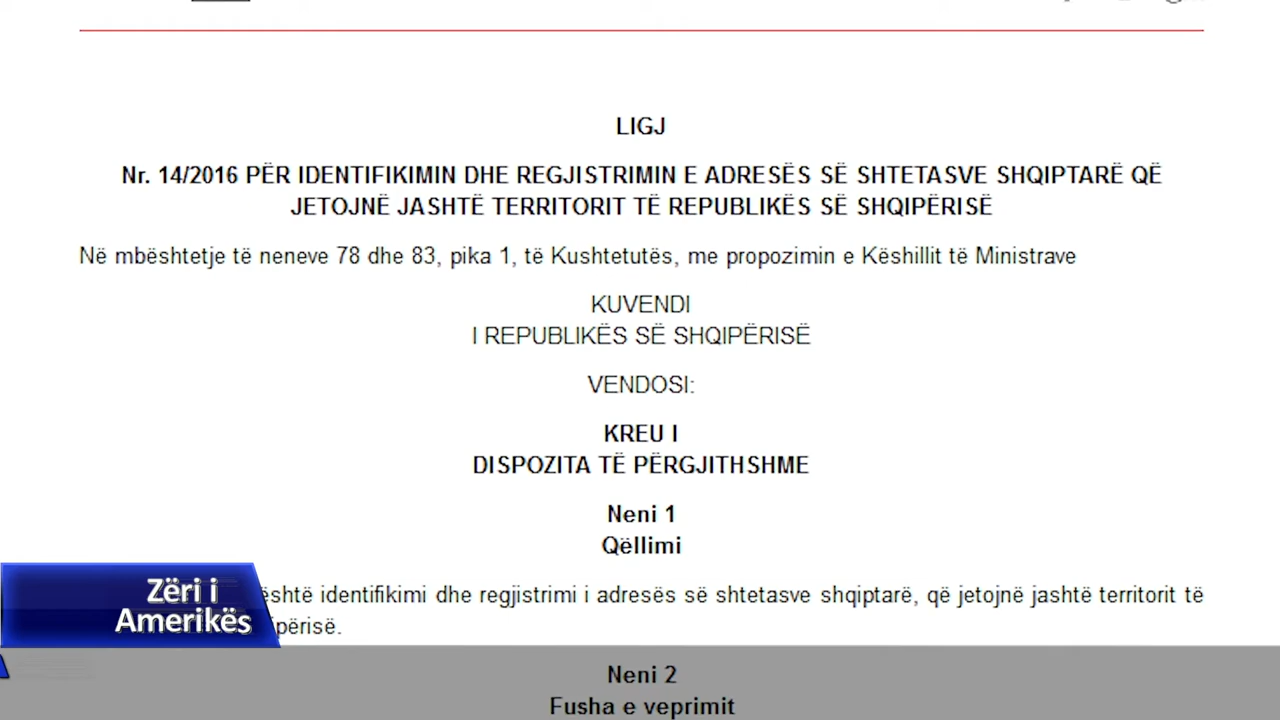 LIGJ
Nr. 14/2016 PËR IDENTIFIKIMIN DHE REGJISTRIMIN E ADRESËS SË SHTETASVE SHQIPTARË QË
JETOJNË JASHTË TERRITORIT TË REPUBLIKËS SË SHQIPËRISË
Në mbështetje të neneve 78 dhe 83, pika 1, të Kushtetutës, me propozimin e Këshillit të Ministrave
KUVENDI
I REPUBLIKËS SË SHQIPËRISË
VENDOSI:
KREU I
DISPOZITA TË PËRGJITHSHME
Neni 1
Qëllimi
identifikimi dhe regjistrimi i adresës së shtetasve shqiptarë, që jetojnë jashtë territorit të
Zëri i
Amerikës
Neni 2
Fusha e veprimit